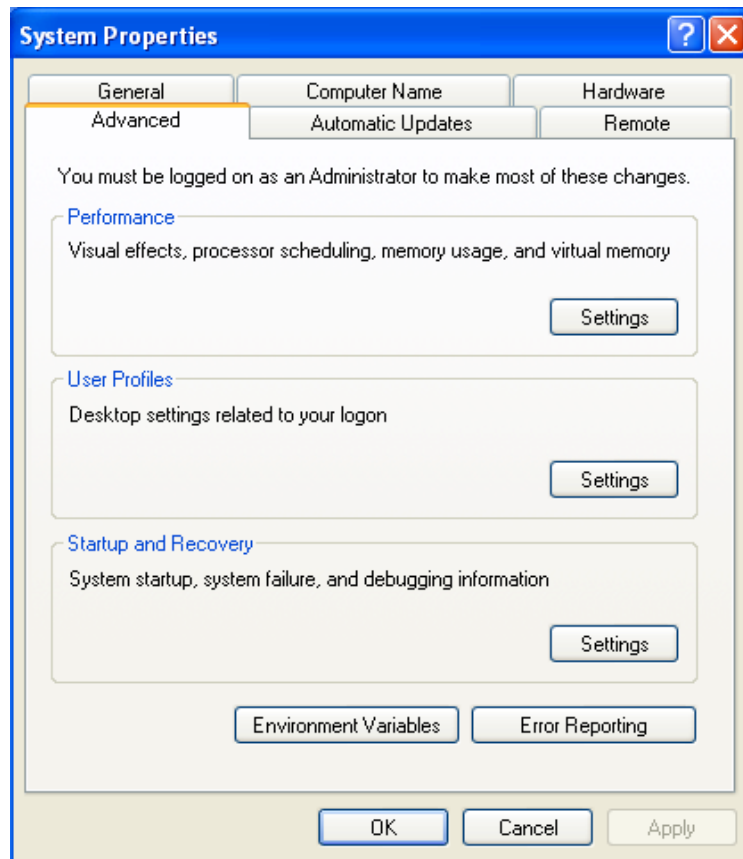 System Properties
?
General
Computer Name
Hardware
Advanced
Automatic Updates
Remote
You must be logged on as an Administrator to make most of these changes.
Performance
Visual effects, processor scheduling, memory usage, and virtual memory
Settings
User Profiles
Desktop settings related to your logon
Settings
Startup and Recovery
System startup, system failure, and debugging information
Settings
Environment Variables
Error Reporting
OK
Cancel
Apply